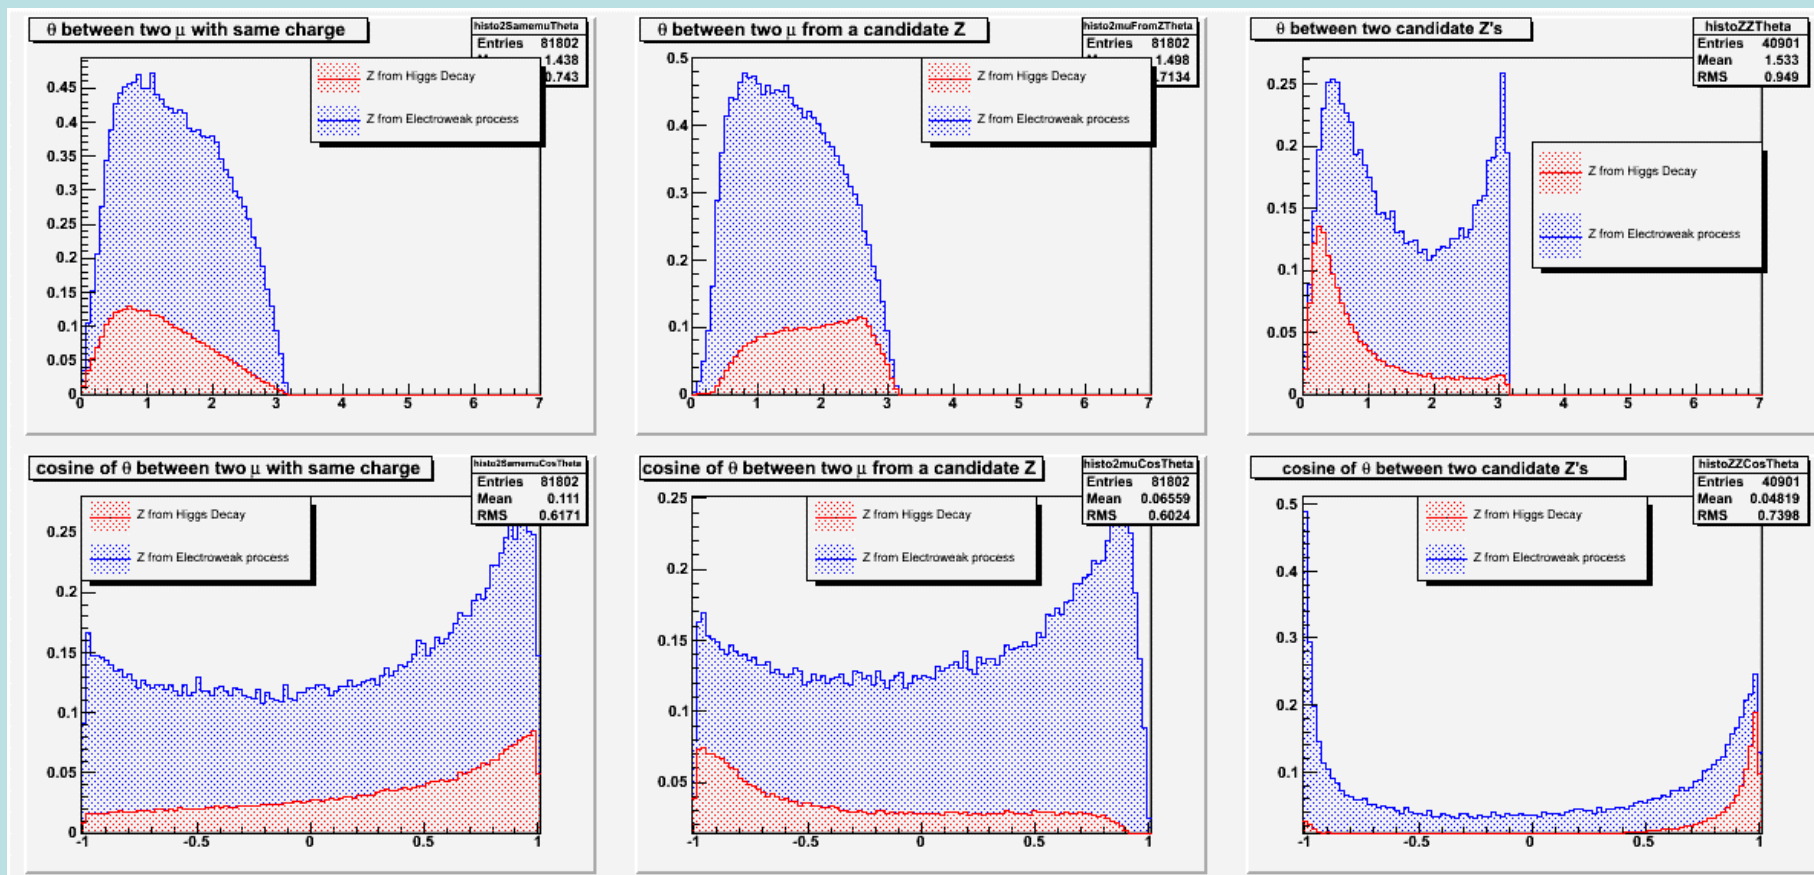 θ between two μ with same charge
histo2SamemuTheta
Entries 81802
1.438
0.743
Z from Higgs Decay
Z from Electroweak process
0.45
0.4
0.35
0.3
0.25
0.2
0.15
0.1
0.05
0
0 1 2 3 4 5 6 7
θ between two μ from a candidate Z
histo2muFromZTheta
Entries 81802
1.498
.7134
Z from Higgs Decay
Z from Electroweak process
0.5
0.4
0.3
0.2
0.1
0
0 1 2 3 4 5 6 7
θ between two candidate Z's
histoZZTheta
Entries 40901
Mean 1.533
RMS 0.949
Z from Higgs Decay
Z from Electroweak process
0.25
0.2
0.15
0.1
0.05
0
0 1 2 3 4 5 6 7
cosine of θ between two μ with same charge
histo2SamemuCosTheta
Entries 81802
Mean 0.111
RMS 0.6171
Z from Higgs Decay
Z from Electroweak process
0.25
0.2
0.15
0.1
0.05
0
-1 -0.5 0 0.5 1
cosine of θ between two μ from a candidate Z
histo2muCosTheta
Entries 81802
Mean 0.06559
RMS 0.6024
Z from Higgs Decay
Z from Electroweak process
0.25
0.2
0.15
0.1
0.05
-1 -0.5 0 0.5 1
cosine of θ between two candidate Z's
histoZZCosTheta
Entries 40901
Mean 0.04819
RMS 0.7398
Z from Higgs Decay
Z from Electroweak process
0.5
0.4
0.3
0.2
0.1
-1 -0.5 0 0.5 1